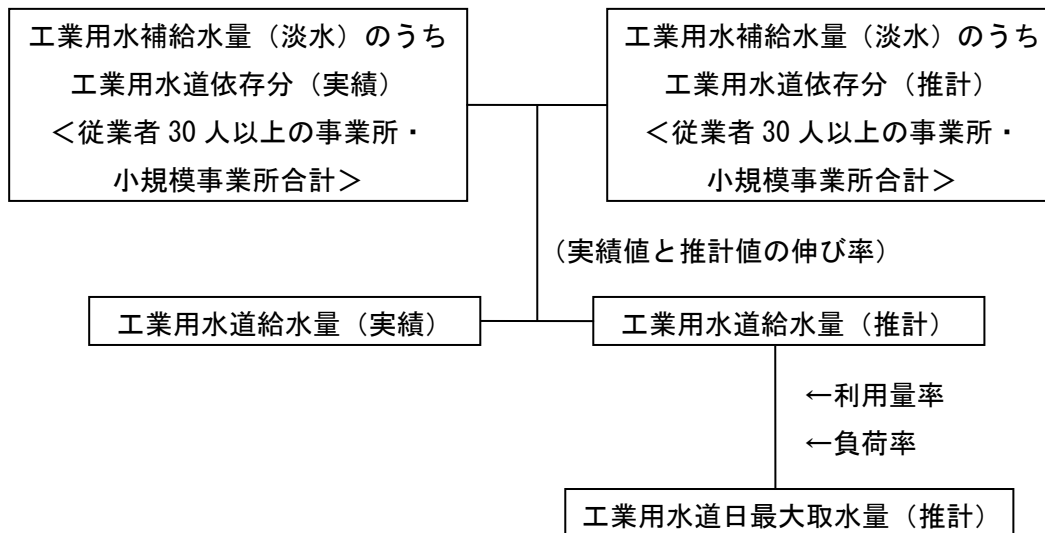 工業用水補給水量（淡水）のうち
工業用水道依存分（実績）
＜従業者 30 人以上の事業所・
小規模事業所合計＞
工業用水補給水量（淡水）のうち
工業用水道依存分（推計）
＜従業者 30 人以上の事業所・
小規模事業所合計＞
（実績値と推計値の伸び率）
工業用水道給水量（実績）
工業用水道給水量（推計）
←利用量率
←負荷率
工業用水道日最大取水量（推計）